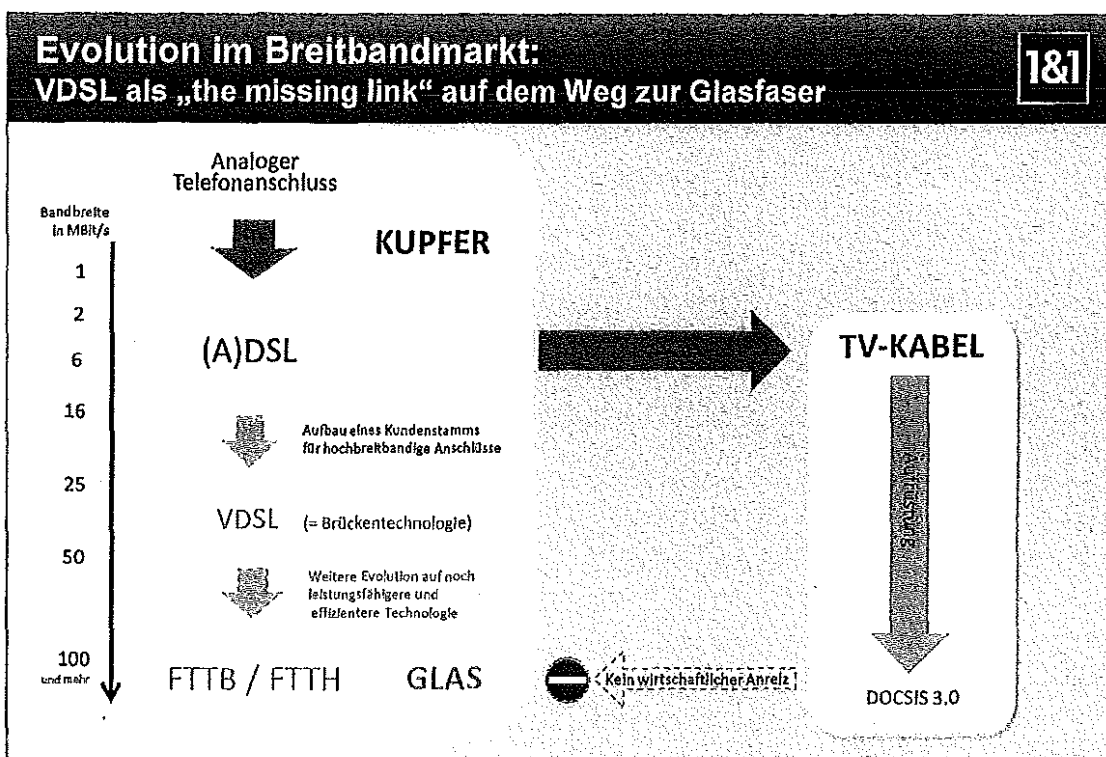 Evolution im Breitbandmarkt:
VDSL als „the missing link“ auf dem Weg zur Glasfaser
1&1
Analoger
Telefonanschluss
Bandbreite
in MBit/s
KUPFER
1
2
6
16
25
50
100
und mehr
(A)DSL
Aufbau eines Kundenstamms
für hochbreitbandige Anschlüsse
VDSL (= Brückentechnologie)
Weitere Evolution auf noch
leistungsfähigere und
effizientere Technologie
FTTB / FTTH GLAS
Kein wirtschaftlicher Anreiz
TV-KABEL
Aufrüstung
DOCSIS 3.0